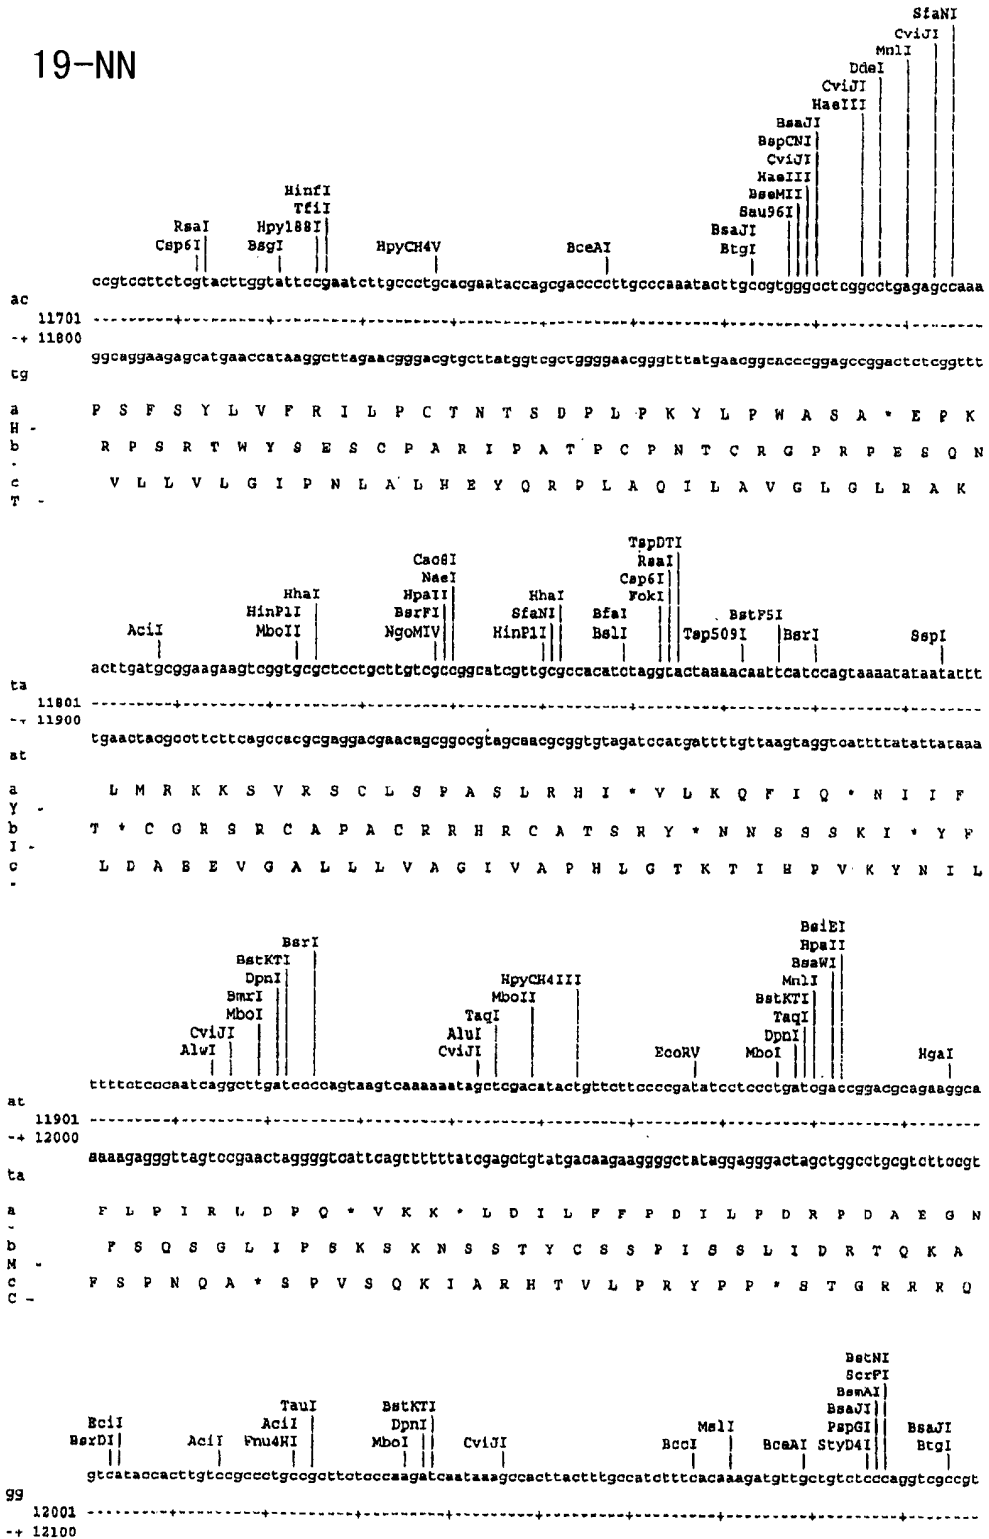 19-NN
SfaNI
CviJI
MnlI
DdeI
CviJI
HaeIII
BsaJI
BspCNI
CviJI
HinfI HaeIII
TfiI BseMII
RsaI Hpy188I Sau96I
BsaJI
Csp6I BsgI HpyCH4V BceAI BtgI
ccgtccttctcgtacttggtattccgaatcttgccctgcacgaataccagcgaccccttgcccaaatacttgccgtgggcctcggcctgagagccaaa
ac
11701 ---------+---------+---------+---------+---------+---------+---------+---------+---------+--------
-+ 11800
ggcaggaagagcatgaaccataaggcttagaacgggacgtgcttatggtcgctggggaacgggtttatgaacggcacccggagccggactctcggttt
tg
a P S F S Y L V F R I L P C T N T S D P L P K Y L P W A S A * E P K
H -
b R P S R T W Y S E S C P A R I P A T P C P N T C R G P R P E S Q N
-
c V L L V L G I P N L A L H E Y Q R P L A Q I L A V G L G L R A K
T -
TspDTI
Cac8I RsaI
NaeI Csp6I
HhaI HpaII HhaI FokI
HinP1I BsrFI SfaNI BfaI BstF5I
AciI MboII NgoMIV HinP1I BslI Tsp509I BsrI SspI
acttgatgcggaagaagtcggtgcgctcctgcttgtcgccggcatcgttgcgccacatctaggtactaaaacaattcatccagtaaaatataatattt
ta
11801 ---------+---------+---------+---------+---------+---------+---------+---------+---------+--------
-+ 11900
tgaactacgccttcttcagccacgcgaggacgaacagcggccgtagcaacgcggtgtagatccatgattttgttaagtaggtcattttatattataaa
at
a L M R K K S V R S C L S P A S L R H I * V L K Q F I Q * N I I F
Y -
b T * C G R S R C A P A C R R H R C A T S R Y * N N S S S K I * Y F
I -
c L D A E E V G A L L L V A G I V A P H L G T K T I H P V K Y N I L
-
BsiEI
BsrI HpaII
BstKTI BsaWI
DpnI HpyCH4III MnlI
BmrI MboII BstKTI
MboI TaqI TaqI
CviJI AluI DpnI
AlwI CviJI EcoRV MboI HgaI
ttttctcccaatcaggcttgatccccagtaagtcaaaaaatagctcgacatactgttcttccccgatatcctccctgatcgaccggacgcagaaggca
at
11901 ---------+---------+---------+---------+---------+---------+---------+---------+---------+--------
-+ 12000
aaaagagggttagtccgaactaggggtcattcagttttttatcgagctgtatgacaagaaggggctataggagggactagctggcctgcgtcttccgt
ta
a F L P I R L D P Q * V K K * L D I L F F P D I L P D R P D A E G N
-
b F S Q S G L I P S K S K N S S T Y C S S P I S S L I D R T Q K A
M -
c F S P N Q A * S P V S Q K I A R H T V L P R Y P P * S T G R R R Q
C -
BstNI
ScrFI
BsmAI
TauI BstKTI BsaJI
BciI AciI DpnI MslI PspGI BsaJI
BsrDI AciI Fnu4HI MboI CviJI BccI BceAI StyD4I BtgI
gtcataccacttgtccgccctgccgcttctcccaagatcaataaagccacttactttgccatctttcacaaagatgttgctgtctcccaggtcgccgt
gg
12001 ---------+---------+---------+---------+---------+---------+---------+---------+---------+--------
-+ 12100